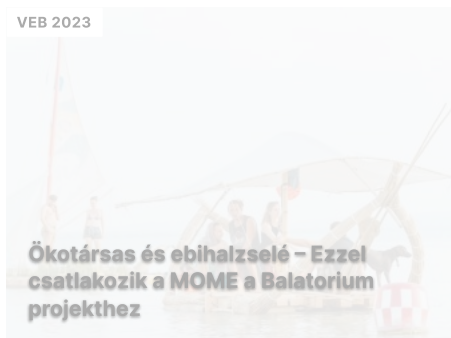 VEB 2023
Ökotársas és ebihalzselé – Ezzel
csatlakozik a MOME a Balatorium
projekthez